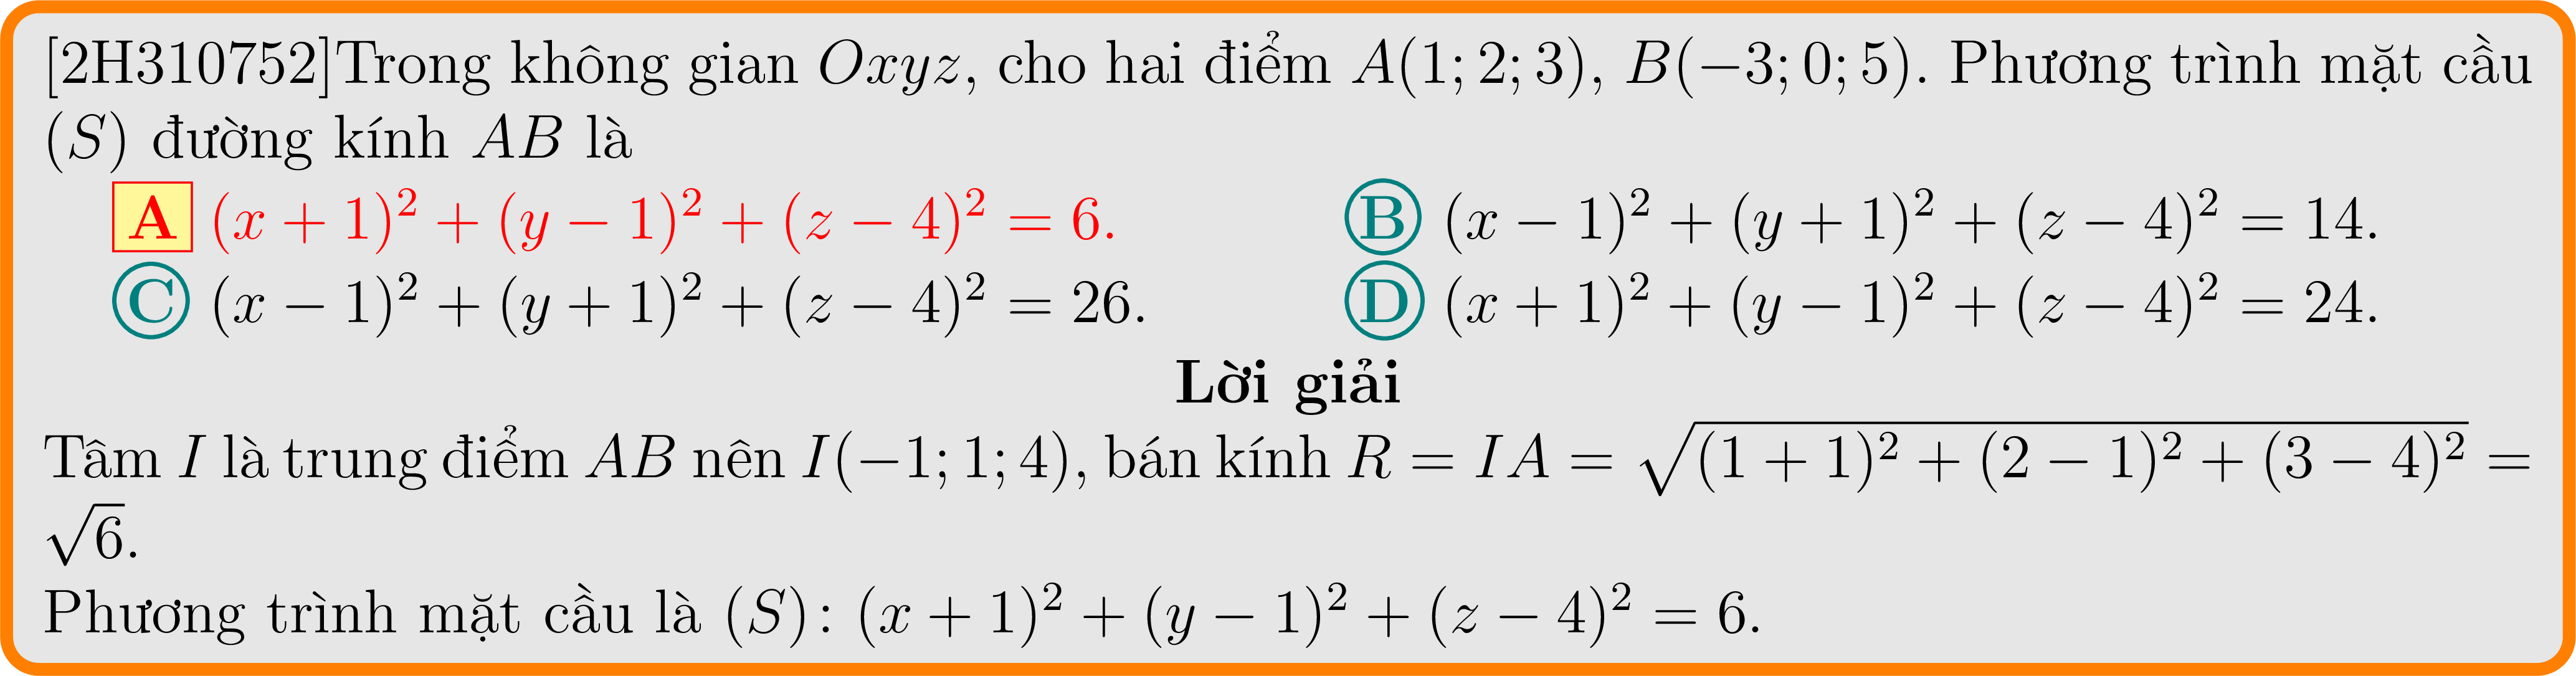 [2H310752]Trong không gian Oxyz, cho hai điểm A(1; 2; 3), B(−3; 0; 5). Phương trình mặt cầu
(S) đường kính AB là
A (x + 1)² + (y − 1)² + (z − 4)² = 6. B (x − 1)² + (y + 1)² + (z − 4)² = 14.
C (x − 1)² + (y + 1)² + (z − 4)² = 26. D (x + 1)² + (y − 1)² + (z − 4)² = 24.
Lời giải
Tâm I là trung điểm AB nên I(−1; 1; 4), bán kính R = IA = √((1 + 1)² + (2 − 1)² + (3 − 4)²) =
√6.
Phương trình mặt cầu là (S): (x + 1)² + (y − 1)² + (z − 4)² = 6.